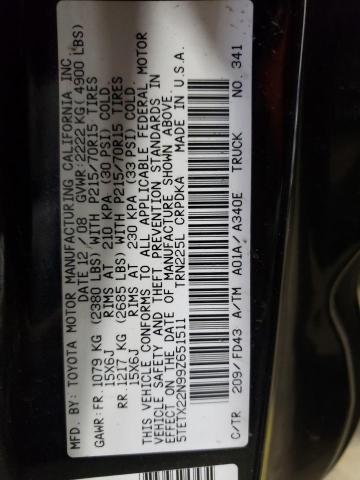 MFD. BY: TOYOTA MOTOR MANUFACTURING CALIFORNIA INC
DATE 12 / 08 GVWR: 2222 KG ( 4900 LBS)
GAWR: FR. 1079 KG (2380 LBS) WITH P215/70R15 TIRES
15X6J RIMS AT 210 KPA (30 PSI) COLD.
RR. 1217 KG (2685 LBS) WITH P215/70R15 TIRES
15X6J RIMS AT 230 KPA (33 PSI) COLD
THIS VEHICLE CONFORMS TO ALL APPLICABLE FEDERAL MOTOR
VEHICLE SAFETY AND THEFT PREVENTION STANDARDS IN
EFFECT ON THE DATE OF MANUFACTURE SHOWN ABOVE.
5TETX22N99Z651511 TRN225L CRPDKA MADE IN U.S.A.
C/TR 209/FD43 A/TM A01A/A340E TRUCK NO 341